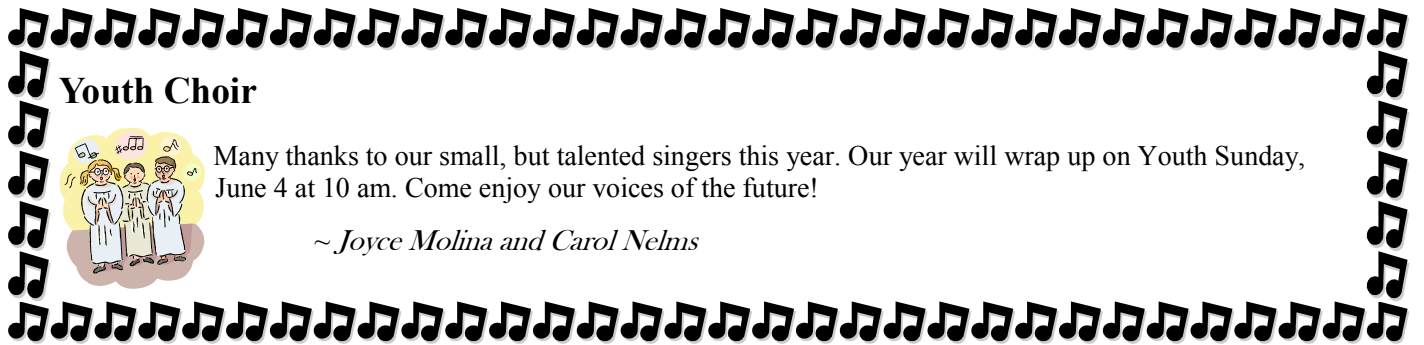 Youth Choir
Many thanks to our small, but talented singers this year. Our year will wrap up on Youth Sunday,
June 4 at 10 am. Come enjoy our voices of the future!
~ Joyce Molina and Carol Nelms